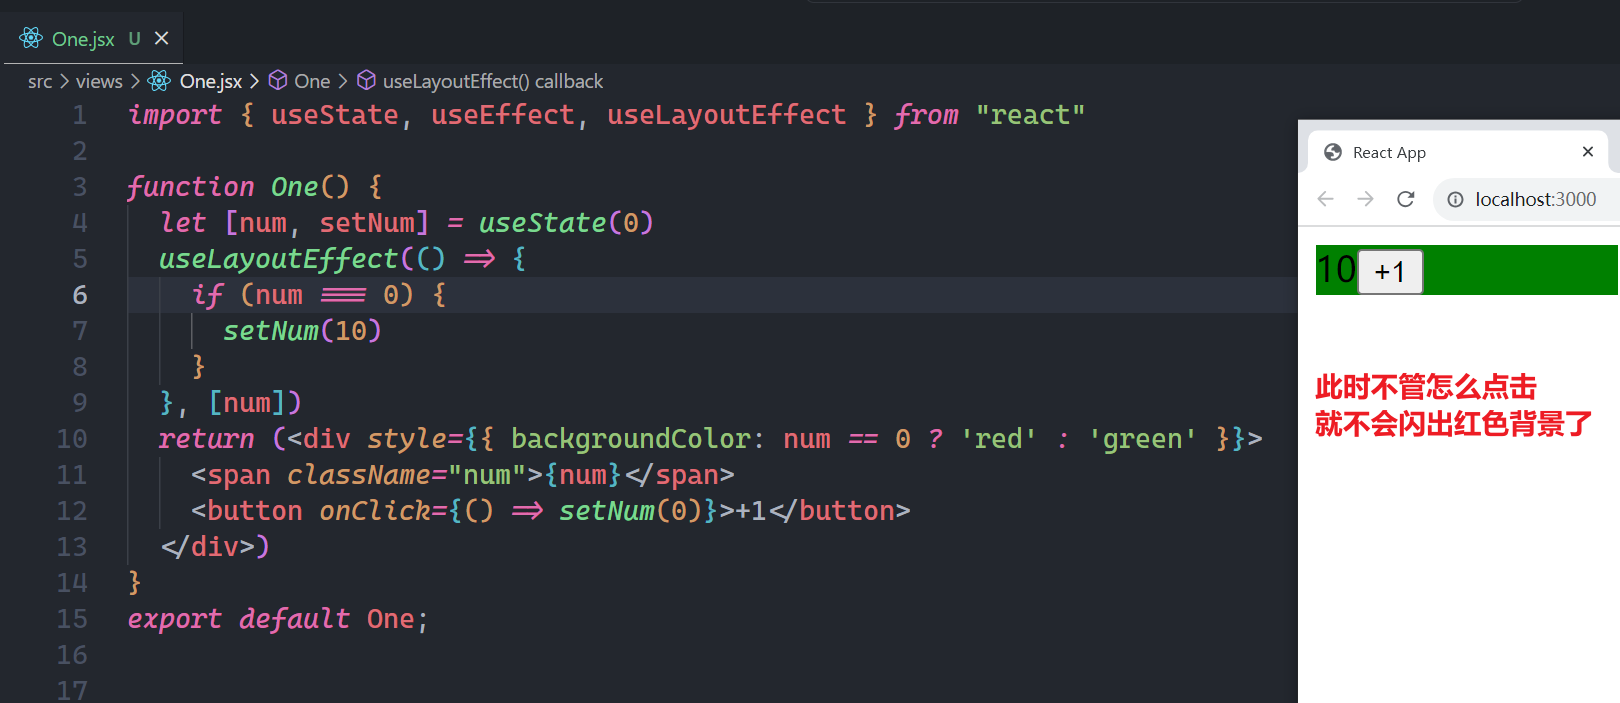 One.jsx U
src > views > One.jsx > One > useLayoutEffect() callback
1 import { useState, useEffect, useLayoutEffect } from "react"
2
3 function One() {
4 let [num, setNum] = useState(0)
5 useLayoutEffect(() => {
6 if (num === 0) {
7 setNum(10)
8 }
9 }, [num])
10 return (<div style={{ backgroundColor: num == 0 ? 'red' : 'green' }}>
11 <span className="num">{num}</span>
12 <button onClick={() => setNum(0)}>+1</button>
13 </div>)
14 }
15 export default One;
16
17
React App
localhost:3000
10 +1
此时不管怎么点击
就不会闪出红色背景了